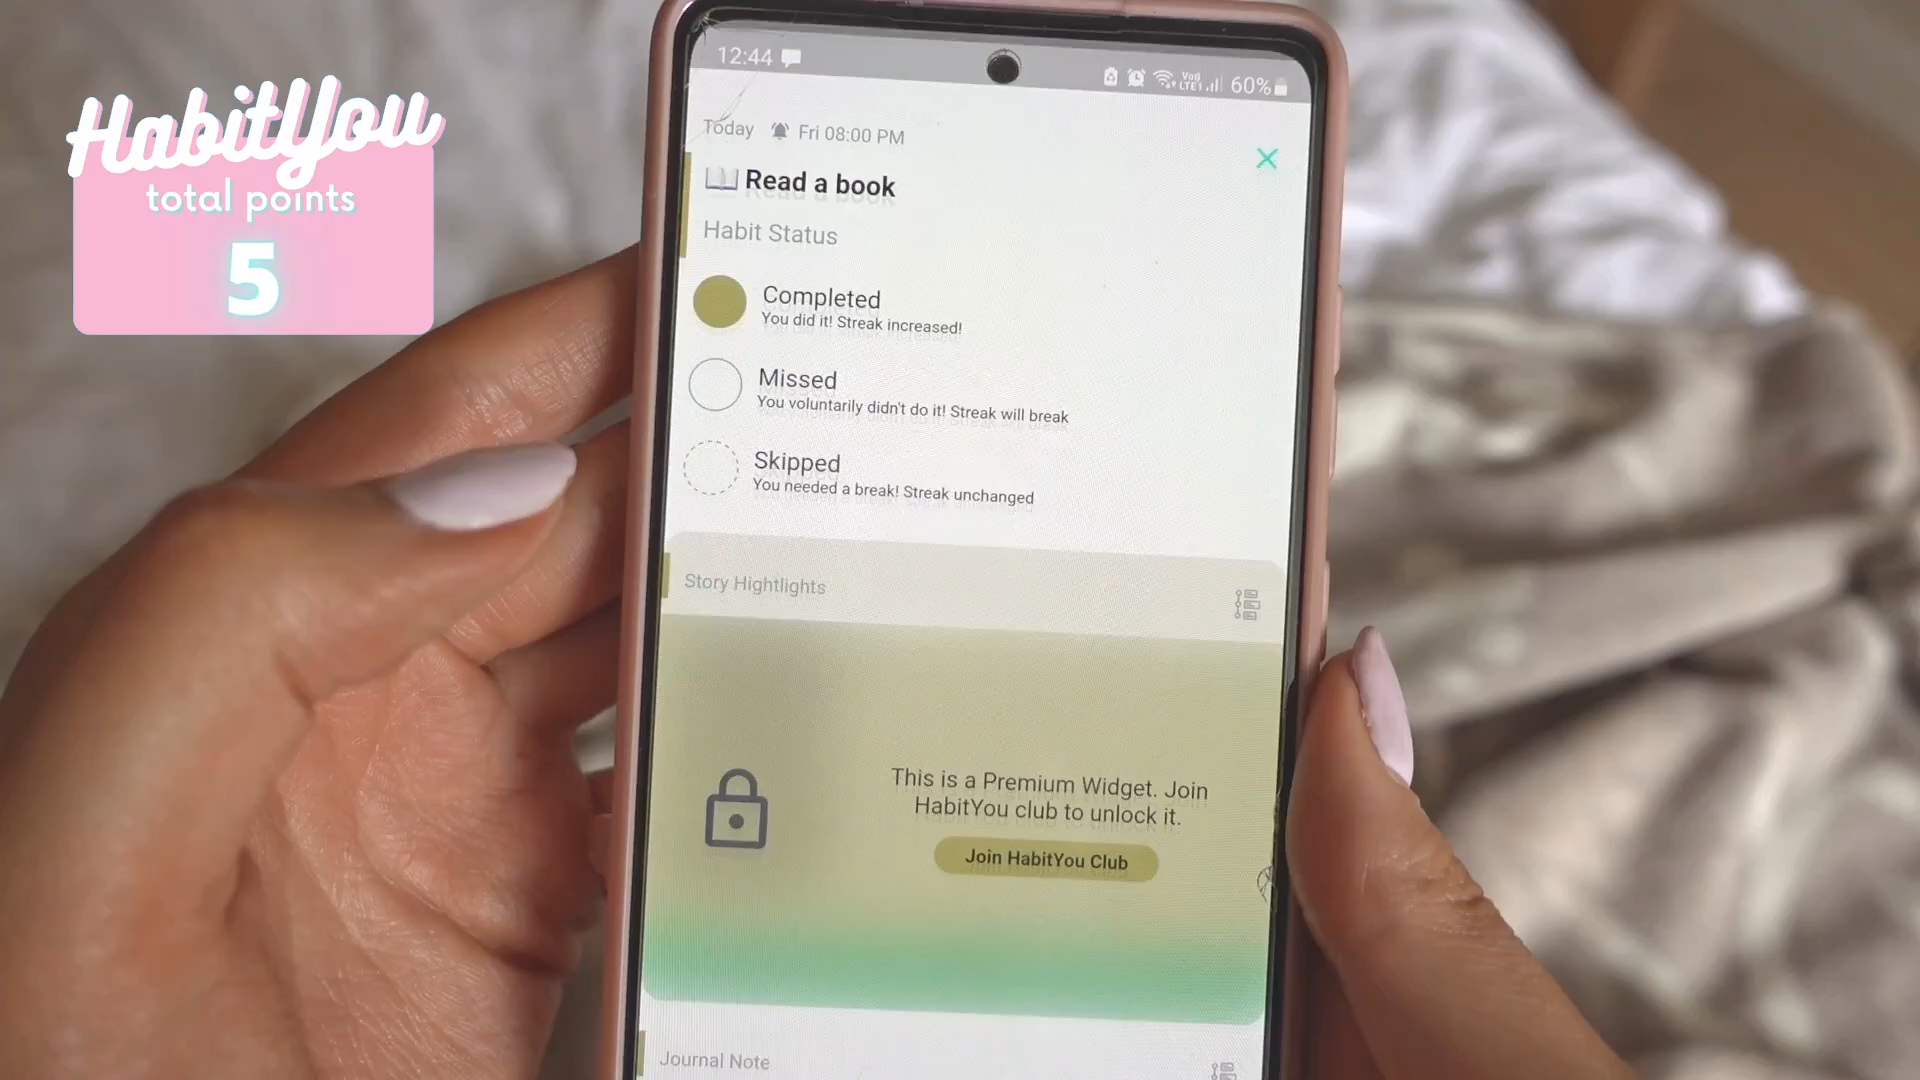 HabitYou
total points
5
12:44
Vo)
LTE1
60%
Today Fri 08:00 PM
Read a book
Habit Status
Completed
You did it! Streak increased!
Missed
You voluntarily didn't do it! Streak will break
Skipped
You needed a break! Streak unchanged
Story Hightlights
This is a Premium Widget. Join
HabitYou club to unlock it.
Join HabitYou Club
Journal Note